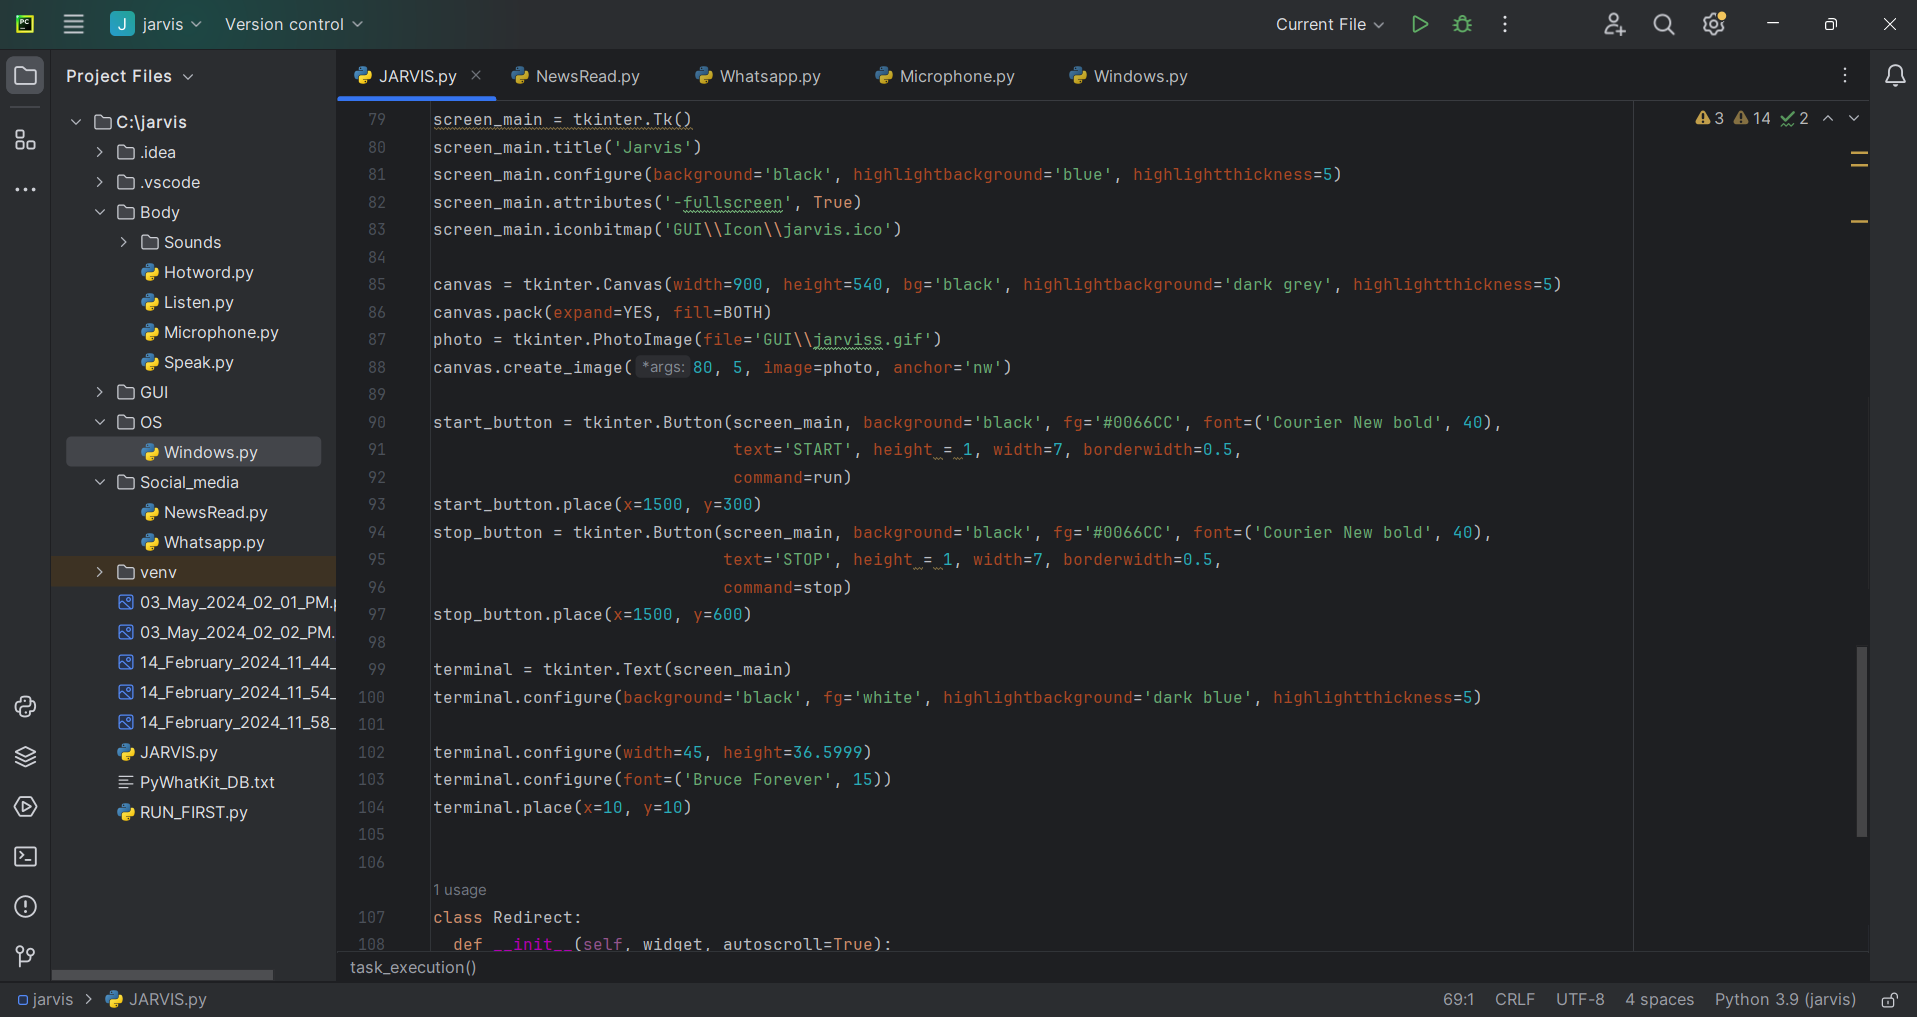 PC
J jarvis Version control Current File
Project Files
JARVIS.py NewsRead.py Whatsapp.py Microphone.py Windows.py
C:\jarvis
.idea
.vscode
Body
Sounds
Hotword.py
Listen.py
Microphone.py
Speak.py
GUI
OS
Windows.py
Social_media
NewsRead.py
Whatsapp.py
venv
03_May_2024_02_01_PM.p
03_May_2024_02_02_PM.
14_February_2024_11_44_
14_February_2024_11_54_
14_February_2024_11_58_
JARVIS.py
PyWhatKit_DB.txt
RUN_FIRST.py
3 14 2
79 screen_main = tkinter.Tk()
80 screen_main.title('Jarvis')
81 screen_main.configure(background='black', highlightbackground='blue', highlightthickness=5)
82 screen_main.attributes('-fullscreen', True)
83 screen_main.iconbitmap('GUI\\Icon\\jarvis.ico')
84
85 canvas = tkinter.Canvas(width=900, height=540, bg='black', highlightbackground='dark grey', highlightthickness=5)
86 canvas.pack(expand=YES, fill=BOTH)
87 photo = tkinter.PhotoImage(file='GUI\\jarviss.gif')
88 canvas.create_image( *args: 80, 5, image=photo, anchor='nw')
89
90 start_button = tkinter.Button(screen_main, background='black', fg='#0066CC', font=('Courier New bold', 40),
91 text='START', height = 1, width=7, borderwidth=0.5,
92 command=run)
93 start_button.place(x=1500, y=300)
94 stop_button = tkinter.Button(screen_main, background='black', fg='#0066CC', font=('Courier New bold', 40),
95 text='STOP', height = 1, width=7, borderwidth=0.5,
96 command=stop)
97 stop_button.place(x=1500, y=600)
98
99 terminal = tkinter.Text(screen_main)
100 terminal.configure(background='black', fg='white', highlightbackground='dark blue', highlightthickness=5)
101
102 terminal.configure(width=45, height=36.5999)
103 terminal.configure(font=('Bruce Forever', 15))
104 terminal.place(x=10, y=10)
105
106
1 usage
107 class Redirect:
108 def __init__(self, widget, autoscroll=True):
task_execution()
jarvis JARVIS.py 69:1 CRLF UTF-8 4 spaces Python 3.9 (jarvis)